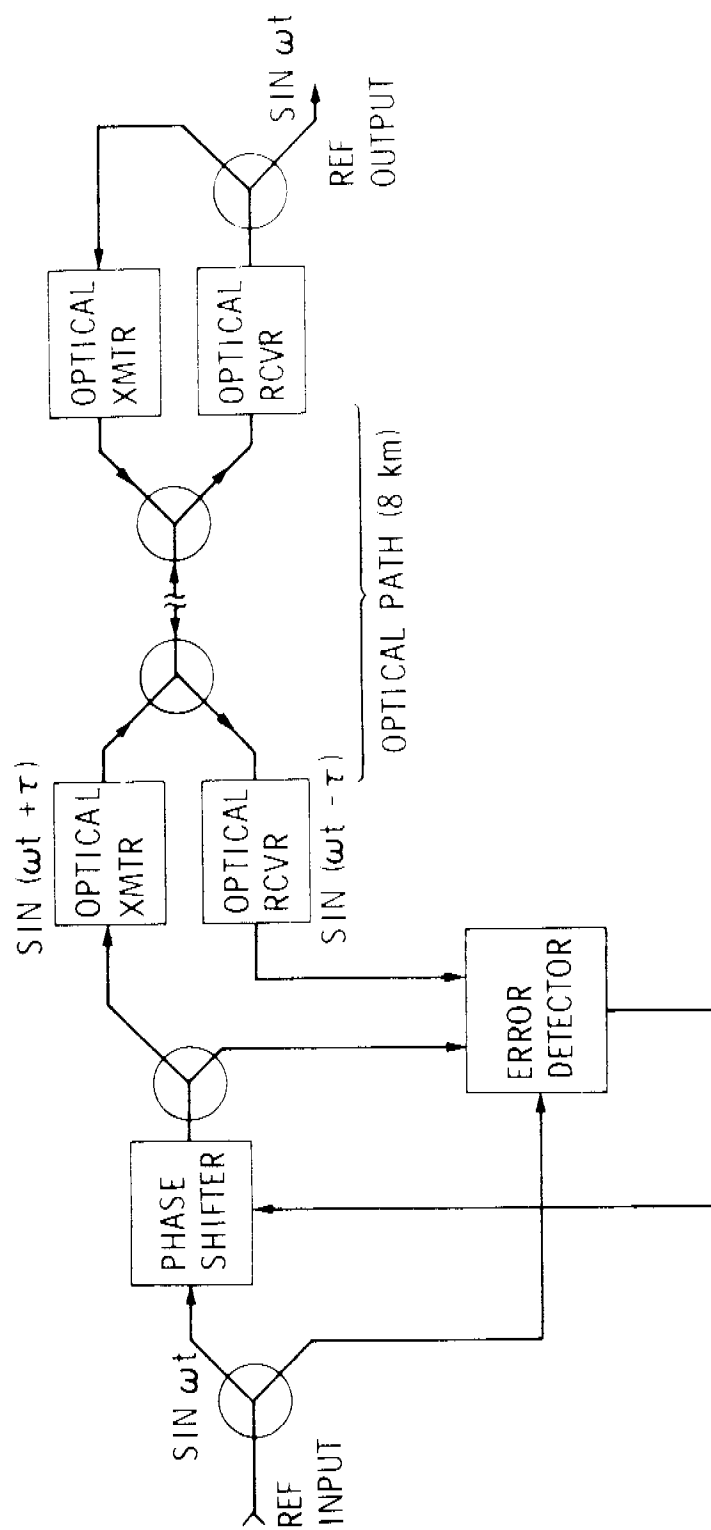 REF
INPUT
SIN ωt
PHASE
SHIFTER
ERROR
DETECTOR
SIN (ωt + τ)
OPTICAL
XMTR
OPTICAL
RCVR
SIN (ωt - τ)
OPTICAL PATH (8 km)
OPTICAL
XMTR
OPTICAL
RCVR
SIN ωt
REF
OUTPUT